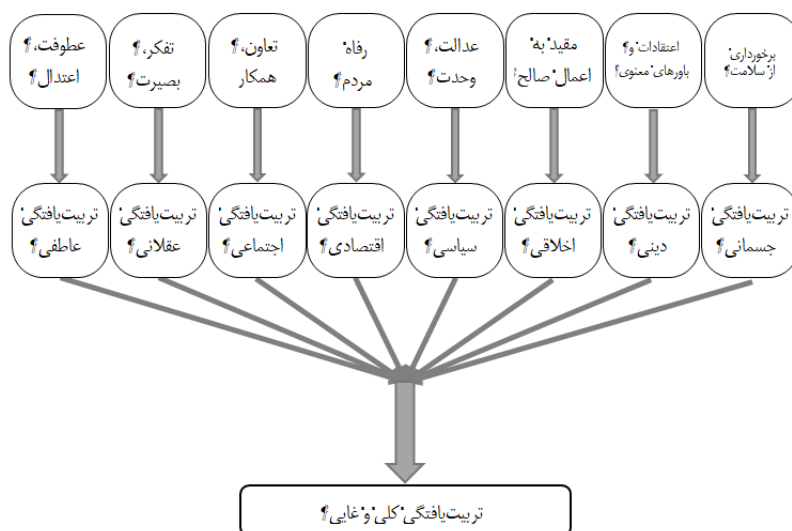 برخورداری
از سلامت
اعتقادات و
باورهای معنوی
مقید به
اعمال صالح
عدالت،
وحدت
رفاه
مردم
تعاون،
همکار
تفکر،
بصیرت
عطوفت،
اعتدال
تربیت‌یافتگی
جسمانی
تربیت‌یافتگی
دینی
تربیت‌یافتگی
اخلاقی
تربیت‌یافتگی
سیاسی
تربیت‌یافتگی
اقتصادی
تربیت‌یافتگی
اجتماعی
تربیت‌یافتگی
عقلانی
تربیت‌یافتگی
عاطفی
تربیت‌یافتگی کلی و غایی